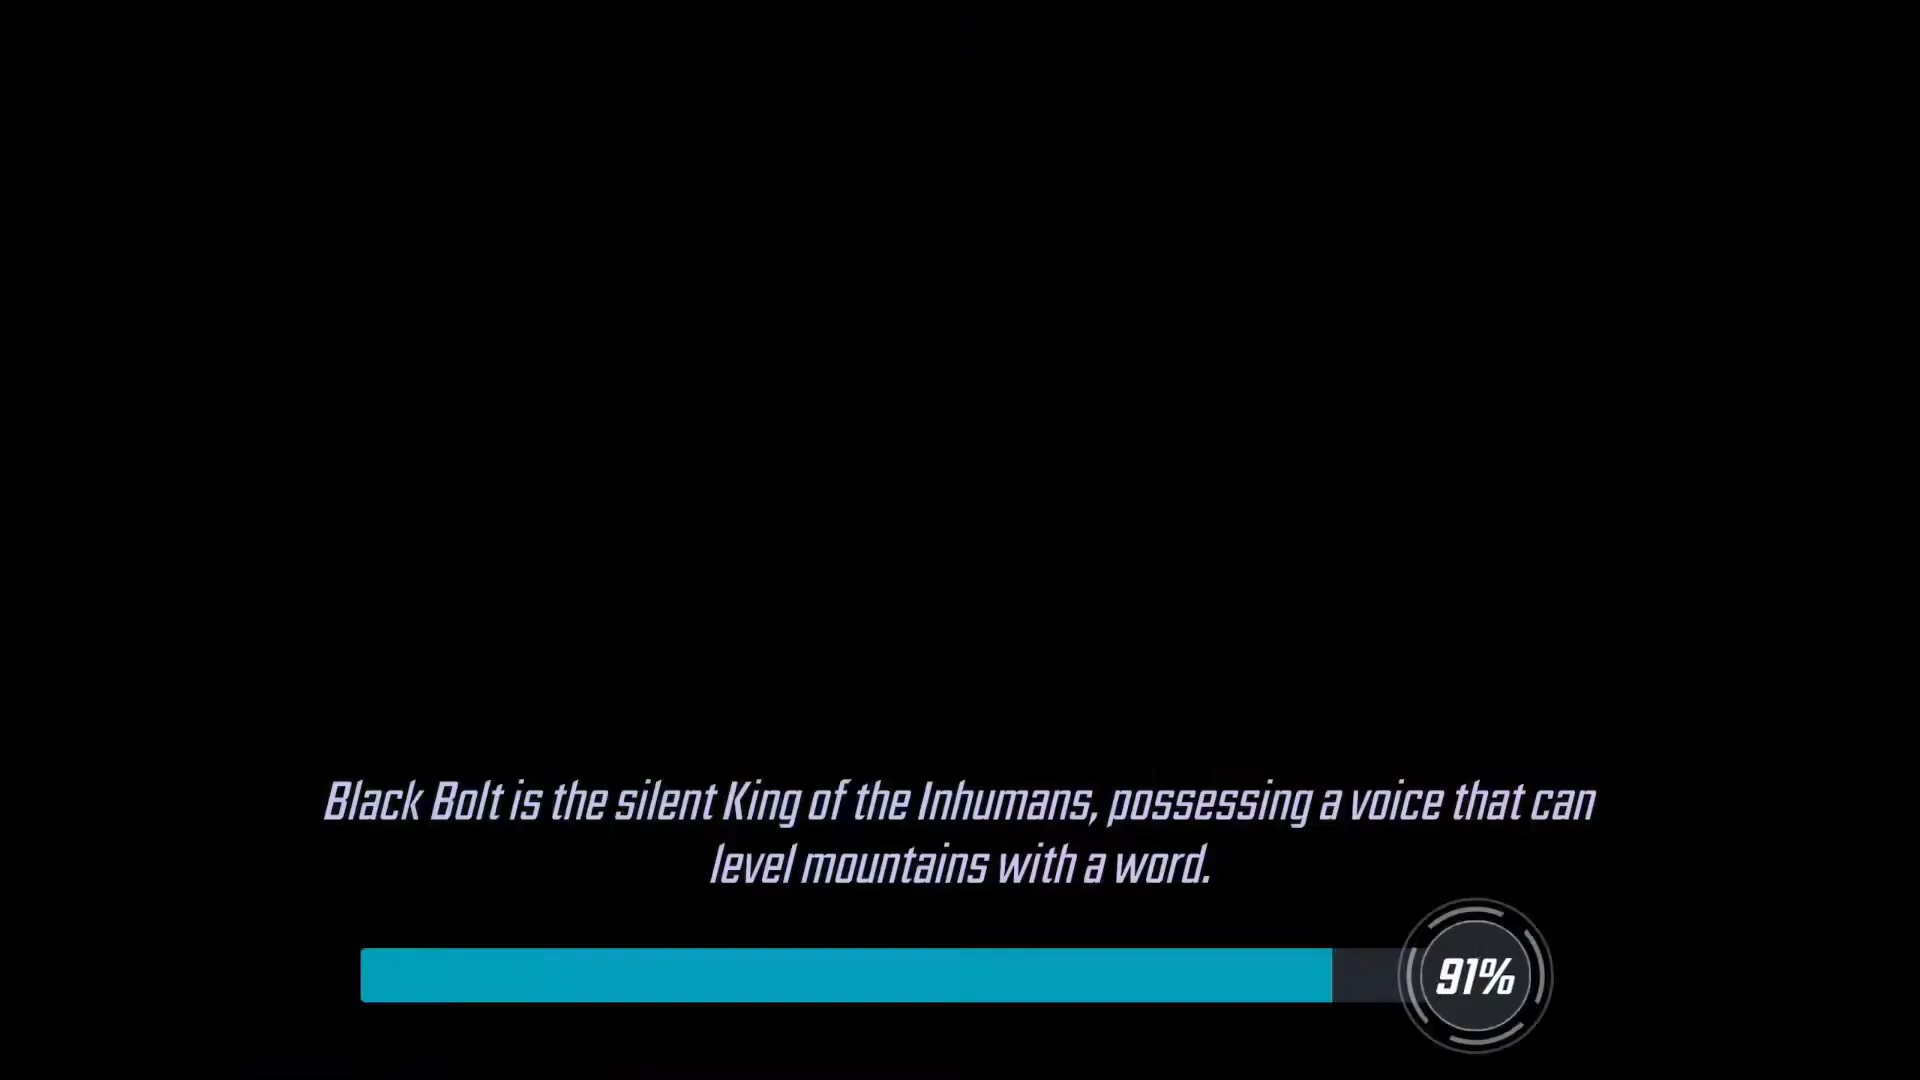 Black Bolt is the silent King of the Inhumans, possessing a voice that can
level mountains with a word.
91%